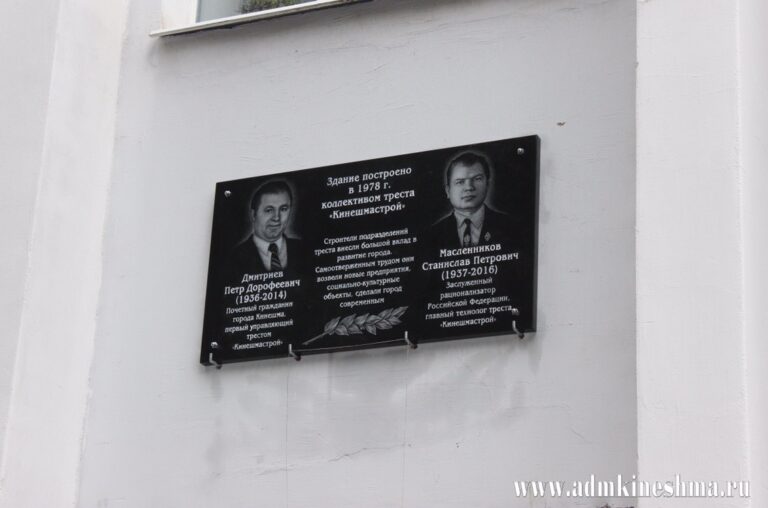 Здание построено
в 1978 г.
коллективом треста
«Кинешмастрой»
Строители подразделений
треста внесли большой вклад в
развитие города.
Самоотверженным трудом они
возвели новые предприятия,
социально-культурные
объекты, сделали город
современным
Дмитриев
Петр Дорофеевич
(1936-2014)
Почетный гражданин
города Кинешма,
первый управляющий
трестом
«Кинешмастрой»
Масленников
Станислав Петрович
(1937-2016)
Заслуженный
рационализатор
Российской Федерации,
главный технолог треста
«Кинешмастрой»
www.admkineshma.ru